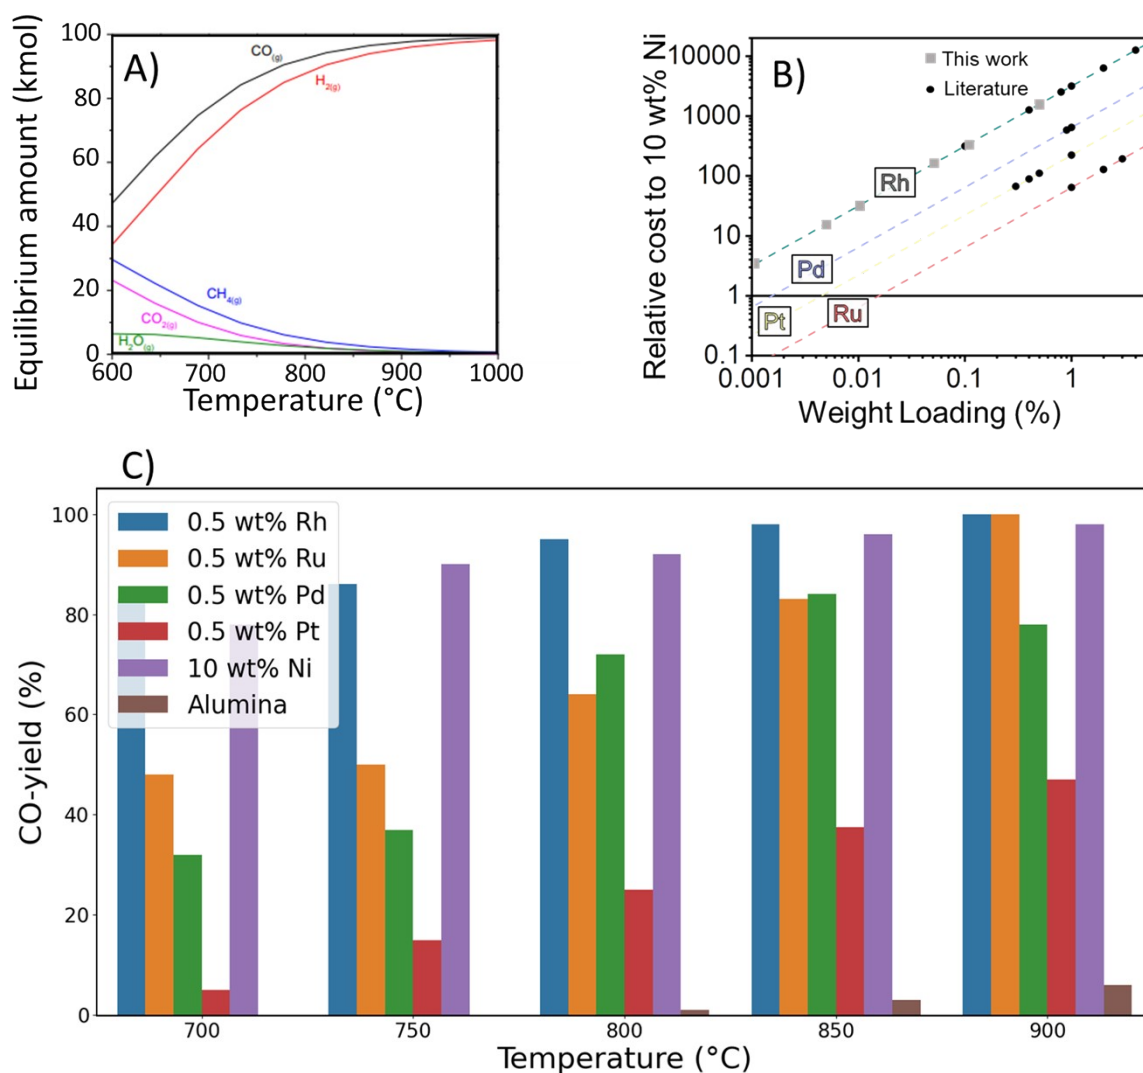 A)
Equilibrium amount (kmol)
100
80
60
40
20
0
CO(g)
H2(g)
CH4(g)
CO2(g)
H2O(g)
600
700
800
900
1000
Temperature (°C)
B)
Relative cost to 10 wt% Ni
10000
1000
100
10
1
0.1
This work
Literature
Rh
Pd
Pt
Ru
0.001
0.01
0.1
1
Weight Loading (%)
C)
CO-yield (%)
100
80
60
40
20
0
0.5 wt% Rh
0.5 wt% Ru
0.5 wt% Pd
0.5 wt% Pt
10 wt% Ni
Alumina
700
750
800
850
900
Temperature (°C)